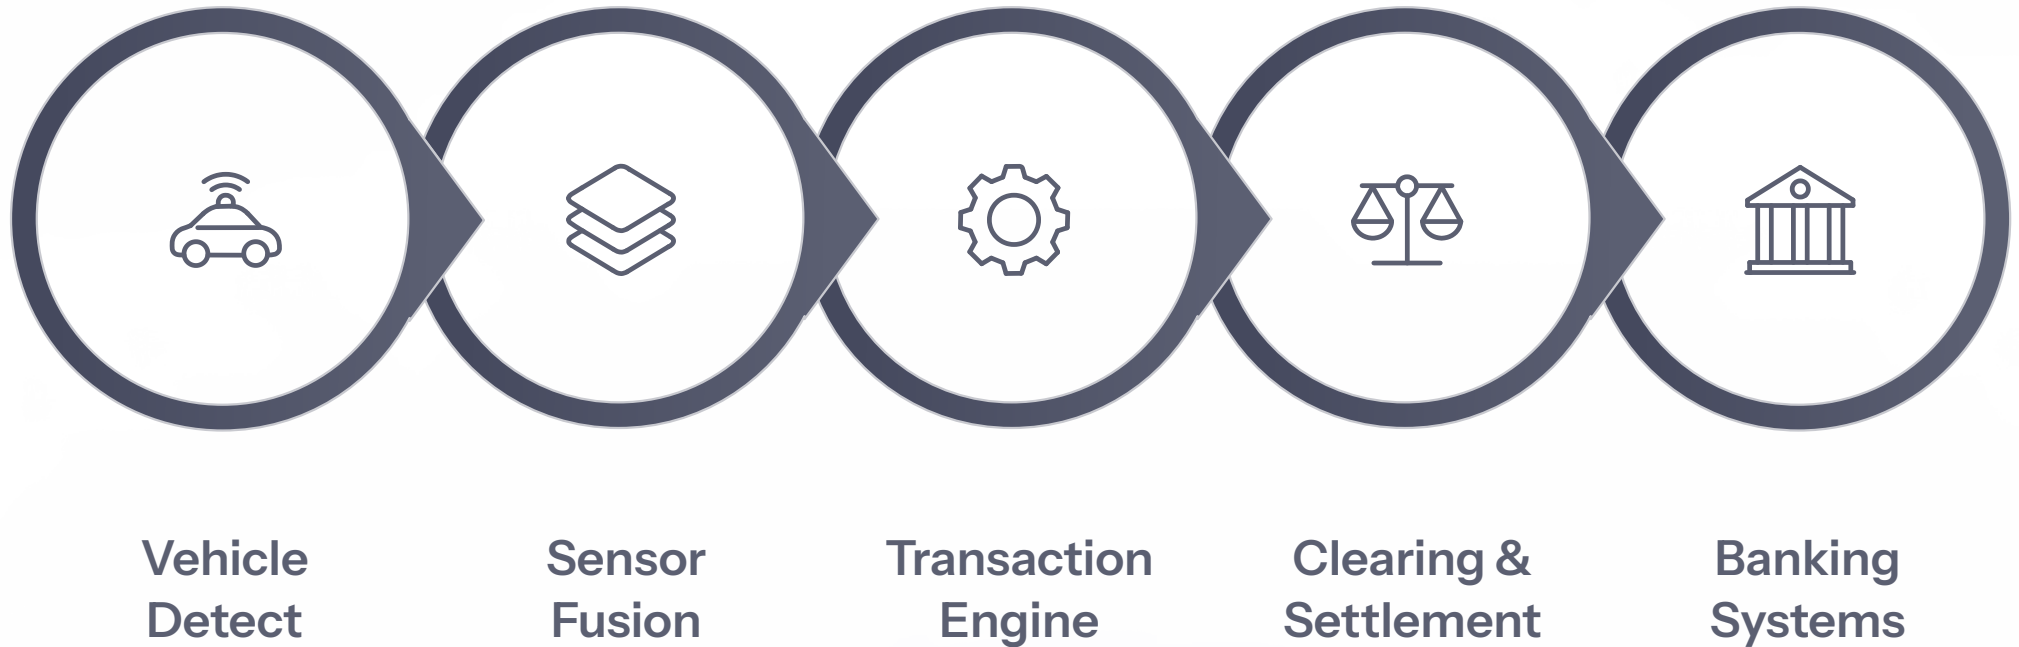 Vehicle
Detect
Sensor
Fusion
Transaction
Engine
Clearing &
Settlement
Banking
Systems